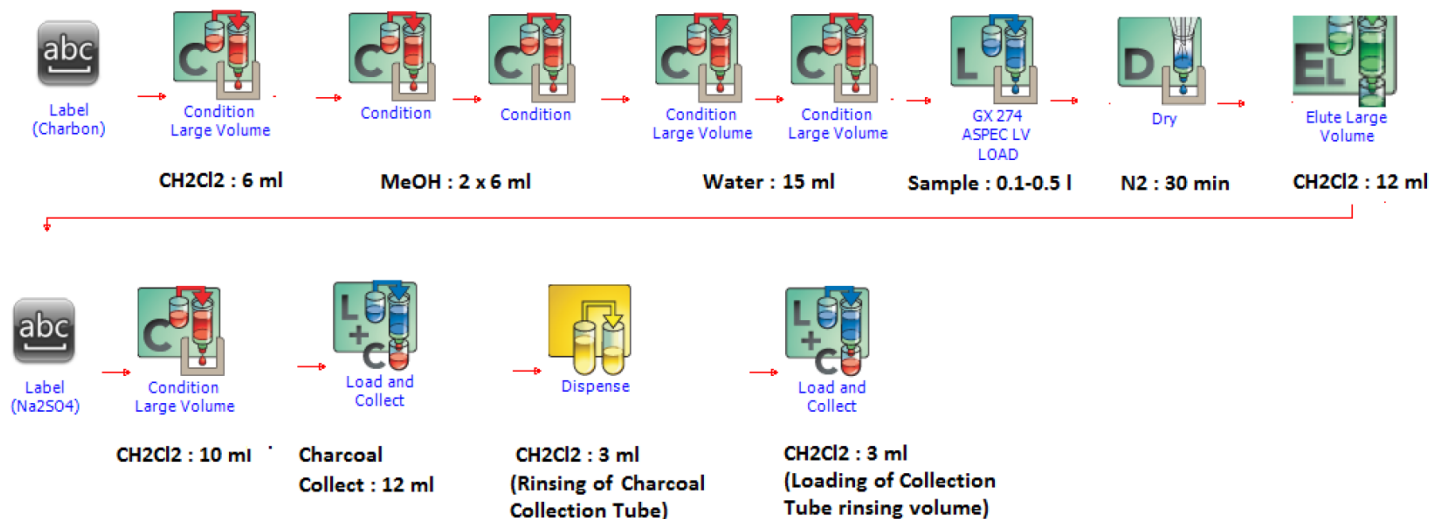 abc
C
C
C
C
C
L
D
EL
Label
(Charbon)
Condition
Large Volume
Condition
Condition
Condition
Large Volume
Condition
Large Volume
GX 274
ASPEC LV
LOAD
Dry
Elute Large
Volume
CH2Cl2 : 6 ml
MeOH : 2 x 6 ml
Water : 15 ml
Sample : 0.1-0.5 l
N2 : 30 min
CH2Cl2 : 12 ml
abc
C
L
+
C
L
+
C
Label
(Na2SO4)
Condition
Large Volume
Load and
Collect
Dispense
Load and
Collect
CH2Cl2 : 10 ml
Charcoal
Collect : 12 ml
CH2Cl2 : 3 ml
(Rinsing of Charcoal
Collection Tube)
CH2Cl2 : 3 ml
(Loading of Collection
Tube rinsing volume)